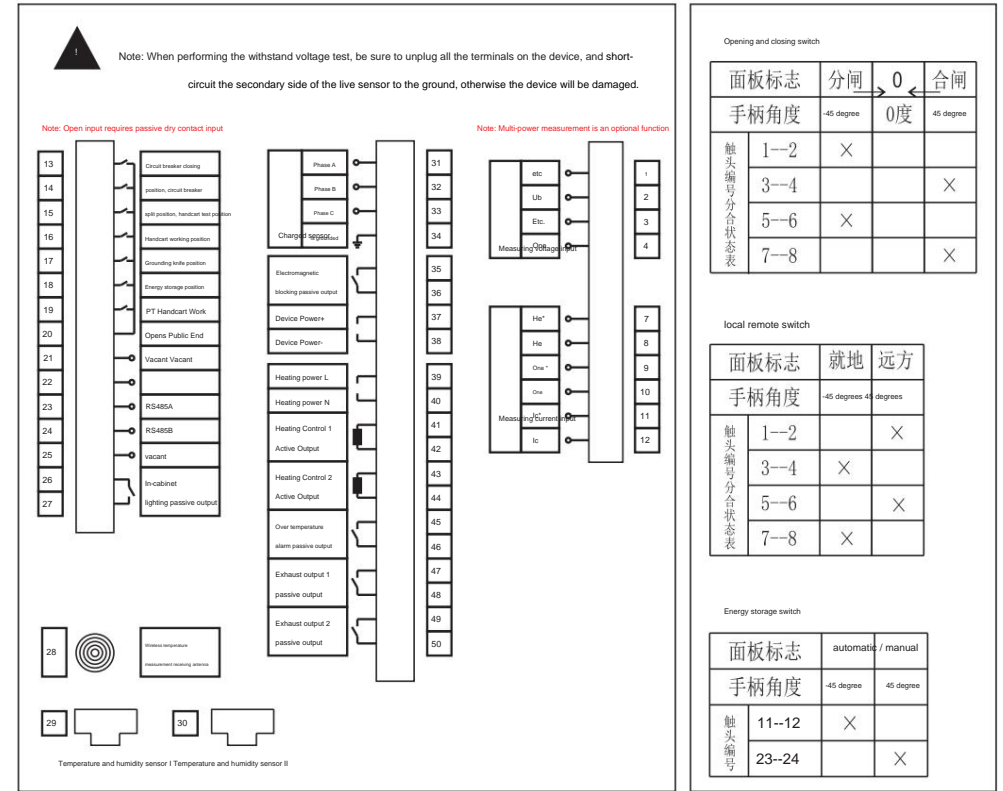 !
Note: When performing the withstand voltage test, be sure to unplug all the terminals on the device, and short-
circuit the secondary side of the live sensor to the ground, otherwise the device will be damaged.
Note: Open input requires passive dry contact input
13 Circuit breaker closing
14 position, circuit breaker
15 split position, handcart test position
16 Handcart working position
17 Grounding knife position
18 Energy storage position
19 PT Handcart Work
20 Opens Public End
21 Vacant Vacant
22
23 RS485A
24 RS485B
25 vacant
26 In-cabinet
27 lighting passive output
28 Wireless temperature
measurement receiving antenna
29 30
Temperature and humidity sensor I Temperature and humidity sensor II
Phase A 31
Phase B 32
Phase C 33
Charged sensor 34
Electromagnetic 35
blocking passive output 36
Device Power+ 37
Device Power- 38
Heating power L 39
Heating power N 40
Heating Control 1 41
Active Output 42
Heating Control 2 43
Active Output 44
Over temperature 45
alarm passive output 46
Exhaust output 1 47
passive output 48
Exhaust output 2 49
passive output 50
Note: Multi-power measurement is an optional function
etc 1
Ub 2
Etc. 3
One 4
Measuring voltage input
He* 7
He 8
One * 9
One 10
Ic* 11
Measuring current input
Ic 12
Opening and closing switch
面板标志 分闸 0 合闸
手柄角度 -45 degree 0度 45 degree
触头编号分合状态表
1--2 X
3--4 X
5--6 X
7--8 X
local remote switch
面板标志 就地 远方
手柄角度 -45 degrees 45 degrees
触头编号分合状态表
1--2 X
3--4 X
5--6 X
7--8 X
Energy storage switch
面板标志 automatic / manual
手柄角度 -45 degree 45 degree
触头编号
11--12 X
23--24 X